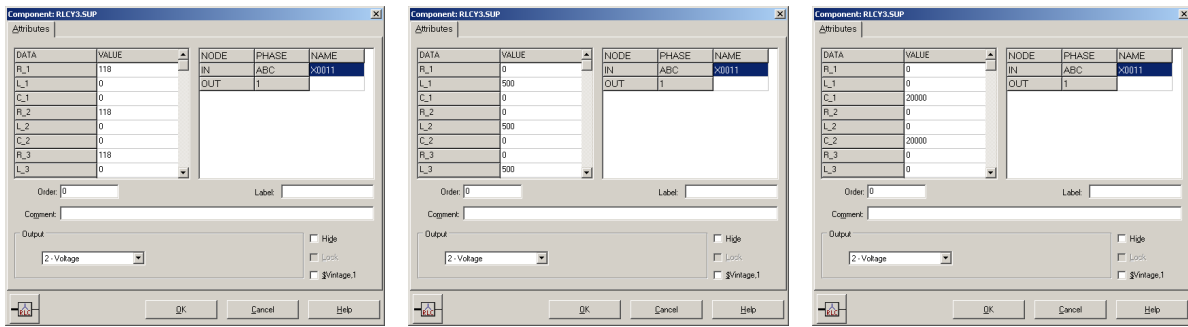 Component: RLCY3.SUP
Attributes
DATA VALUE NODE PHASE NAME
R_1 118 IN ABC X0011
L_1 0 OUT 1
C_1 0
R_2 118
L_2 0
C_2 0
R_3 118
L_3 0
Order: 0 Label:
Comment:
Output
2 - Voltage
Hide
Lock
$Vintage,1
RLC OK Cancel Help
Component: RLCY3.SUP
Attributes
DATA VALUE NODE PHASE NAME
R_1 0 IN ABC X0011
L_1 500 OUT 1
C_1 0
R_2 0
L_2 500
C_2 0
R_3 0
L_3 500
Order: 0 Label:
Comment:
Output
2 - Voltage
Hide
Lock
$Vintage,1
RLC OK Cancel Help
Component: RLCY3.SUP
Attributes
DATA VALUE NODE PHASE NAME
R_1 0 IN ABC X0011
L_1 0 OUT 1
C_1 20000
R_2 0
L_2 0
C_2 20000
R_3 0
L_3 0
Order: 0 Label:
Comment:
Output
2 - Voltage
Hide
Lock
$Vintage,1
RLC OK Cancel Help